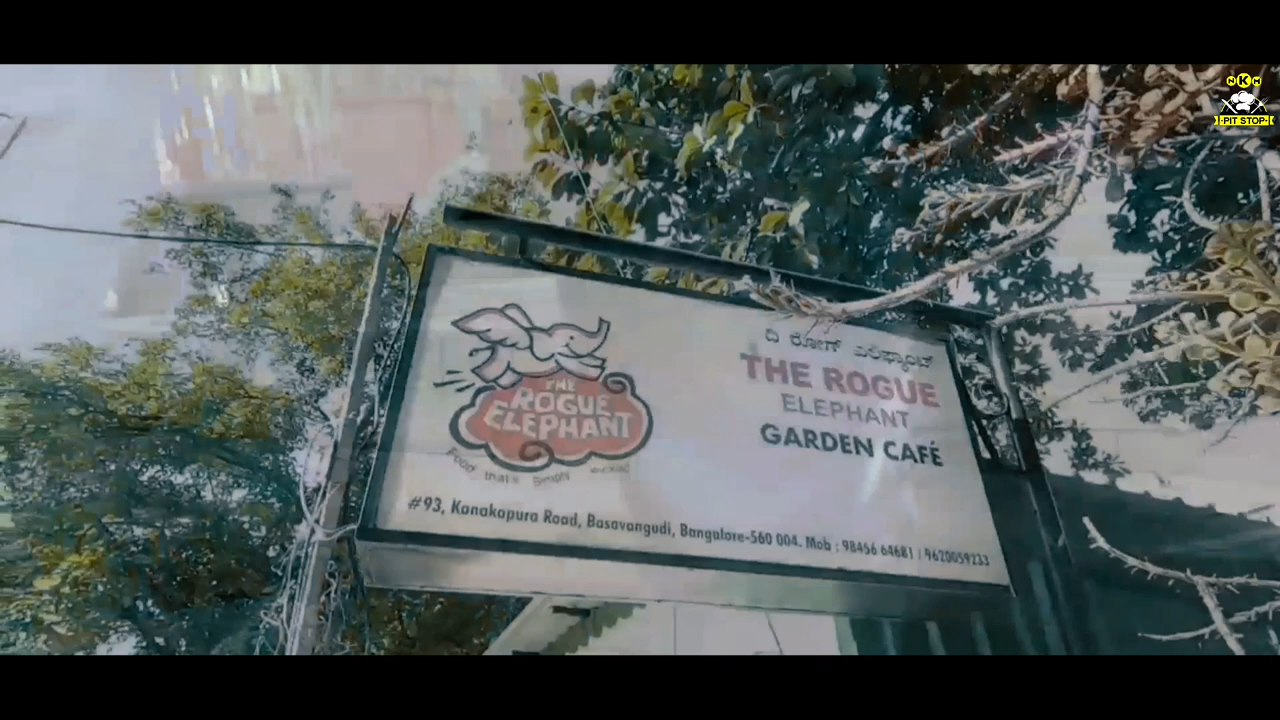 NKH
PIT STOP
THE
ROGUE
ELEPHANT
Food that's simply
ದಿ ರೋಗ್ ಎಲಿಫ್ಯಾಂಟ್
THE ROGUE
ELEPHANT
GARDEN CAFÉ
#93, Kanakapura Road, Basavangudi, Bangalore-560 004. Mob : 98456 64681 / 9620059233